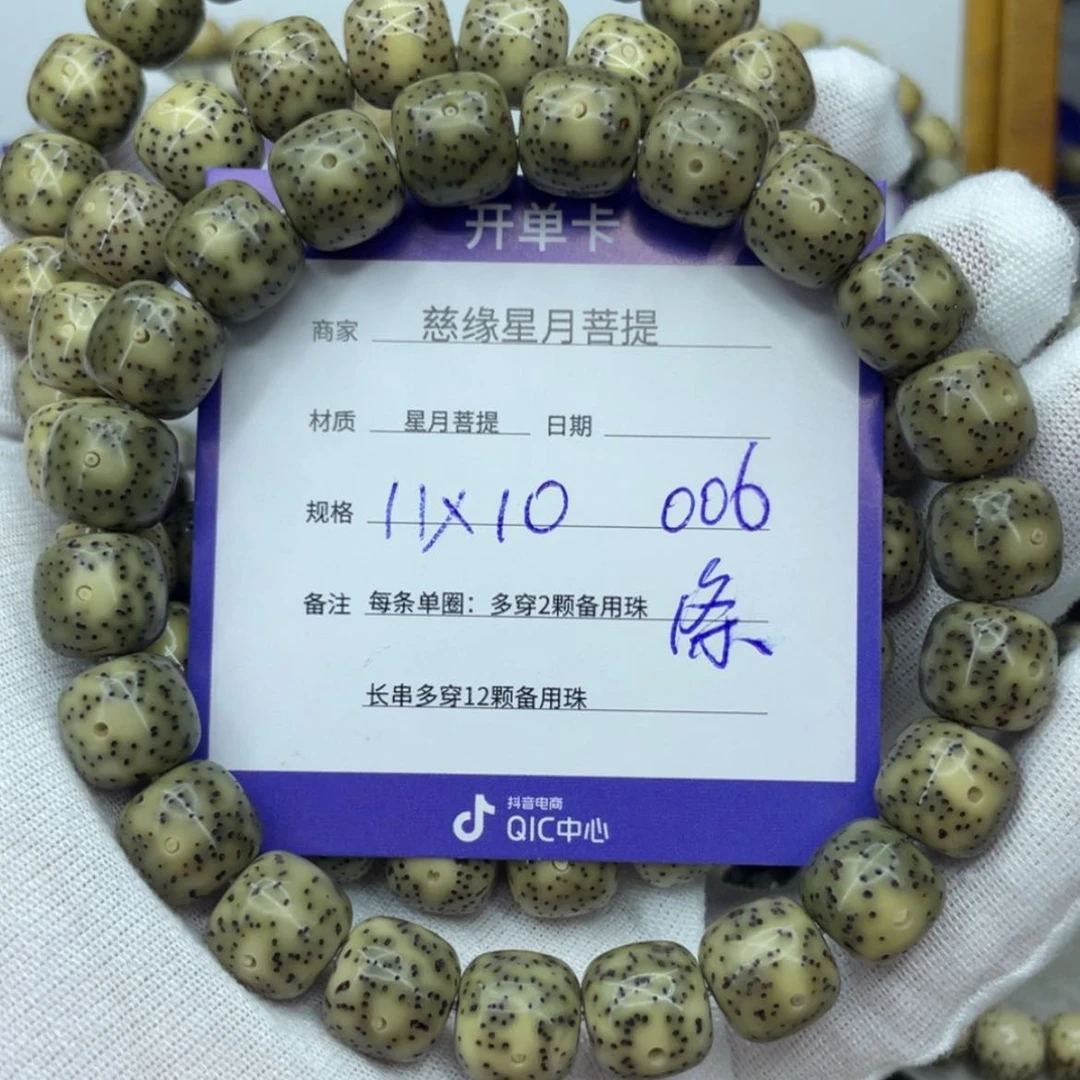 开单卡
商家 慈缘星月菩提
材质 星月菩提 日期
规格 11×10 006
备注 每条单圈：多穿2颗备用珠 条
长串多穿12颗备用珠
抖音电商
QIC中心